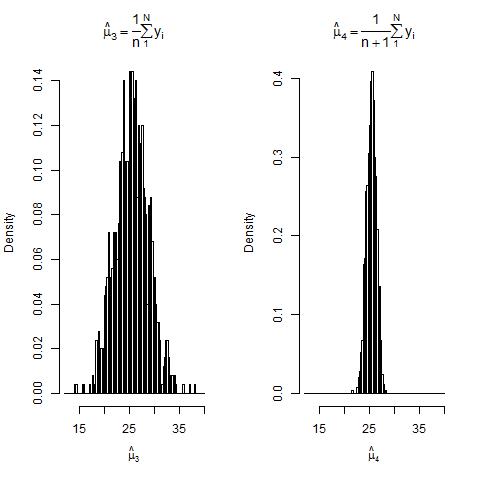 μ̂₃ = 1/n ∑₁ᴺ yᵢ
μ̂₄ = 1/(n + 1) ∑₁ᴺ yᵢ
Density
0.00 0.02 0.04 0.06 0.08 0.10 0.12 0.14
15 25 35
μ̂₃
Density
0.0 0.1 0.2 0.3 0.4
15 25 35
μ̂₄